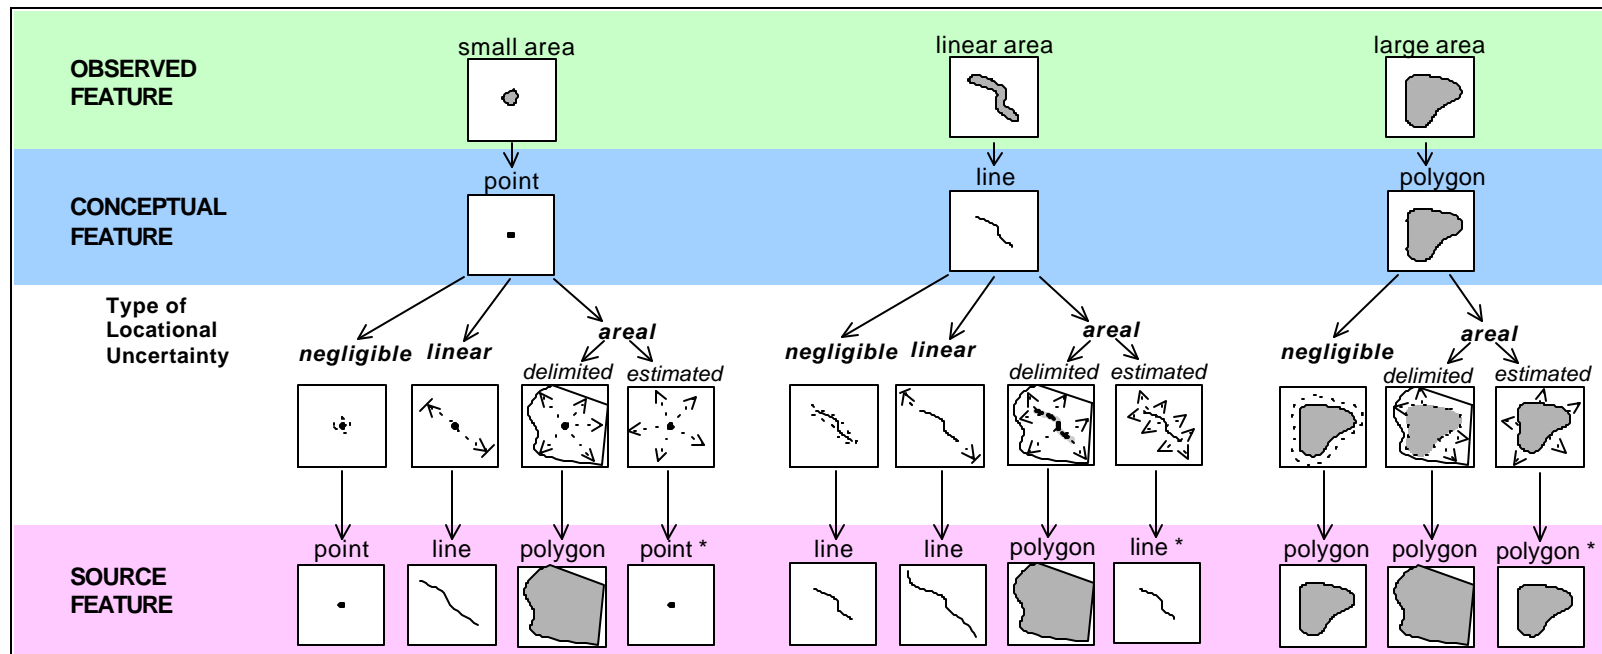 OBSERVED
FEATURE
small area
linear area
large area
CONCEPTUAL
FEATURE
point
line
polygon
Type of
Locational
Uncertainty
negligible
linear
areal
delimited
estimated
negligible
linear
areal
delimited
estimated
negligible
areal
delimited
estimated
SOURCE
FEATURE
point
line
polygon
point *
line
line
polygon
line *
polygon
polygon
polygon *